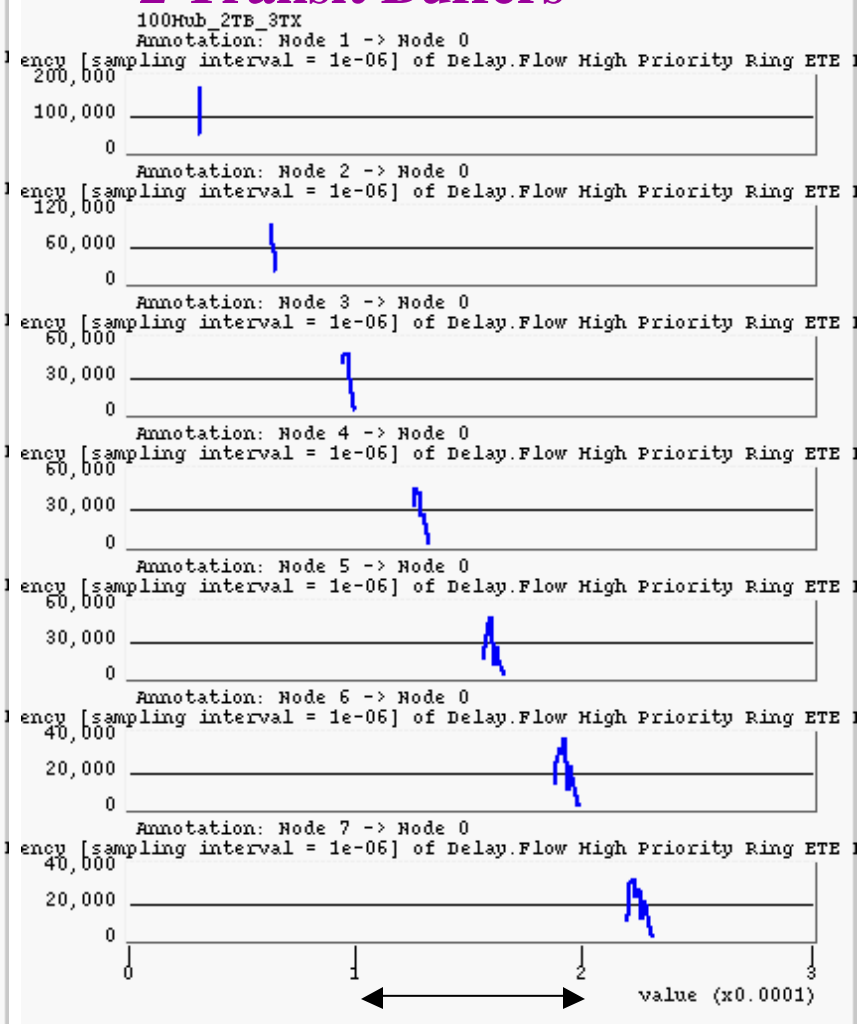 2 Transit Buffers
100Hub_2TB_3TX
Annotation: Node 1 -> Node 0
ency [sampling interval = 1e-06] of Delay.Flow High Priority Ring ETE
200,000
100,000
0
Annotation: Node 2 -> Node 0
ency [sampling interval = 1e-06] of Delay.Flow High Priority Ring ETE
120,000
60,000
0
Annotation: Node 3 -> Node 0
ency [sampling interval = 1e-06] of Delay.Flow High Priority Ring ETE
60,000
30,000
0
Annotation: Node 4 -> Node 0
ency [sampling interval = 1e-06] of Delay.Flow High Priority Ring ETE
60,000
30,000
0
Annotation: Node 5 -> Node 0
ency [sampling interval = 1e-06] of Delay.Flow High Priority Ring ETE
60,000
30,000
0
Annotation: Node 6 -> Node 0
ency [sampling interval = 1e-06] of Delay.Flow High Priority Ring ETE
40,000
20,000
0
Annotation: Node 7 -> Node 0
ency [sampling interval = 1e-06] of Delay.Flow High Priority Ring ETE
40,000
20,000
0
0 1 2 3
value (x0.0001)